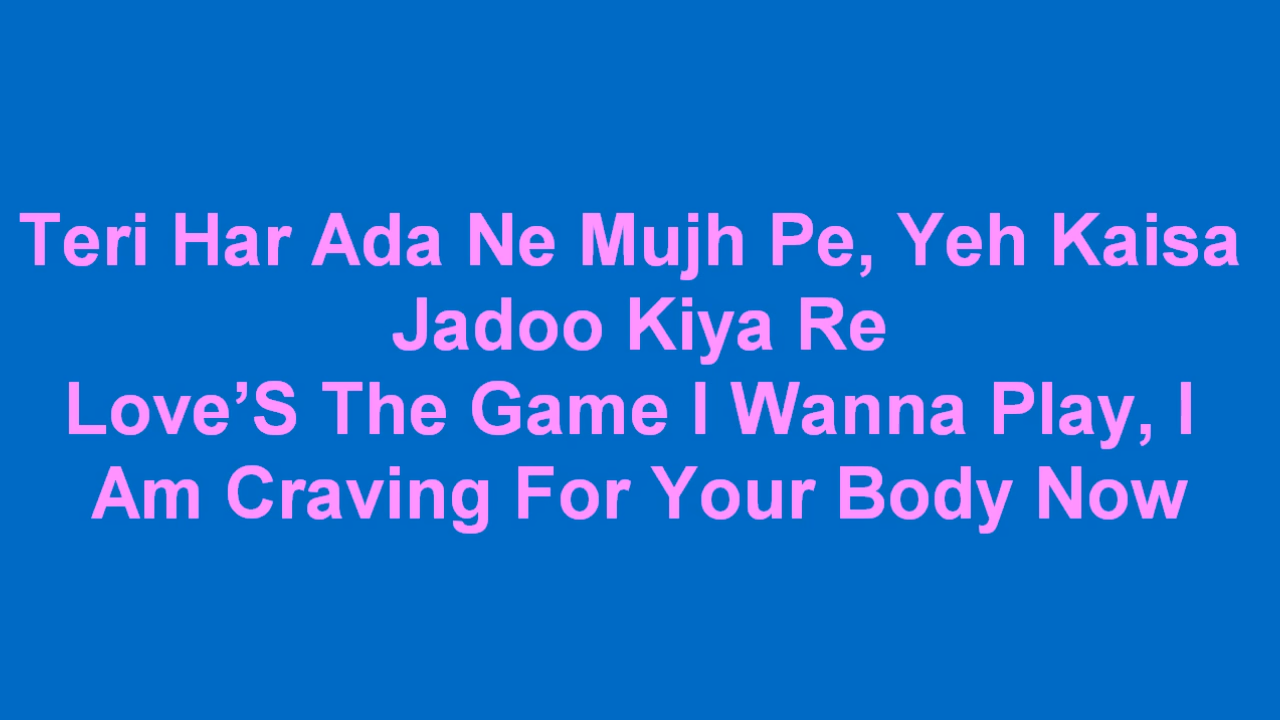 Teri Har Ada Ne Mujh Pe, Yeh Kaisa
Jadoo Kiya Re
Love’S The Game I Wanna Play, I
Am Craving For Your Body Now